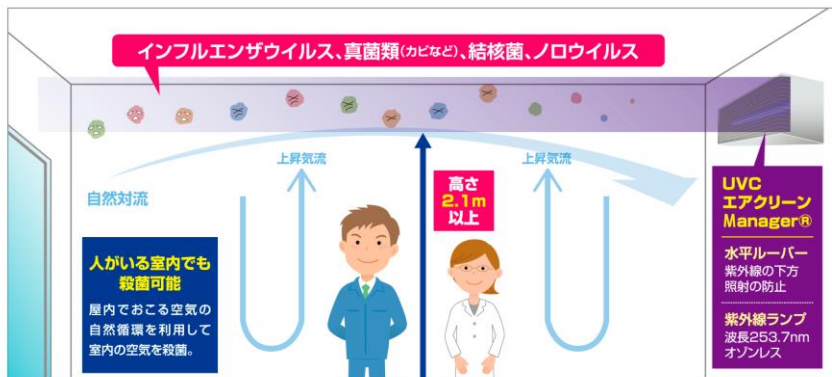 インフルエンザウイルス、真菌類(カビなど)、結核菌、ノロウイルス
上昇気流
上昇気流
自然対流
高さ
2.1m
以上
人がいる室内でも
殺菌可能
屋内でおこる空気の
自然循環を利用して
室内の空気を殺菌。
UVC
エアクリーン
Manager®
水平ルーバー
紫外線の下方
照射の防止
紫外線ランプ
波長253.7nm
オゾンレス